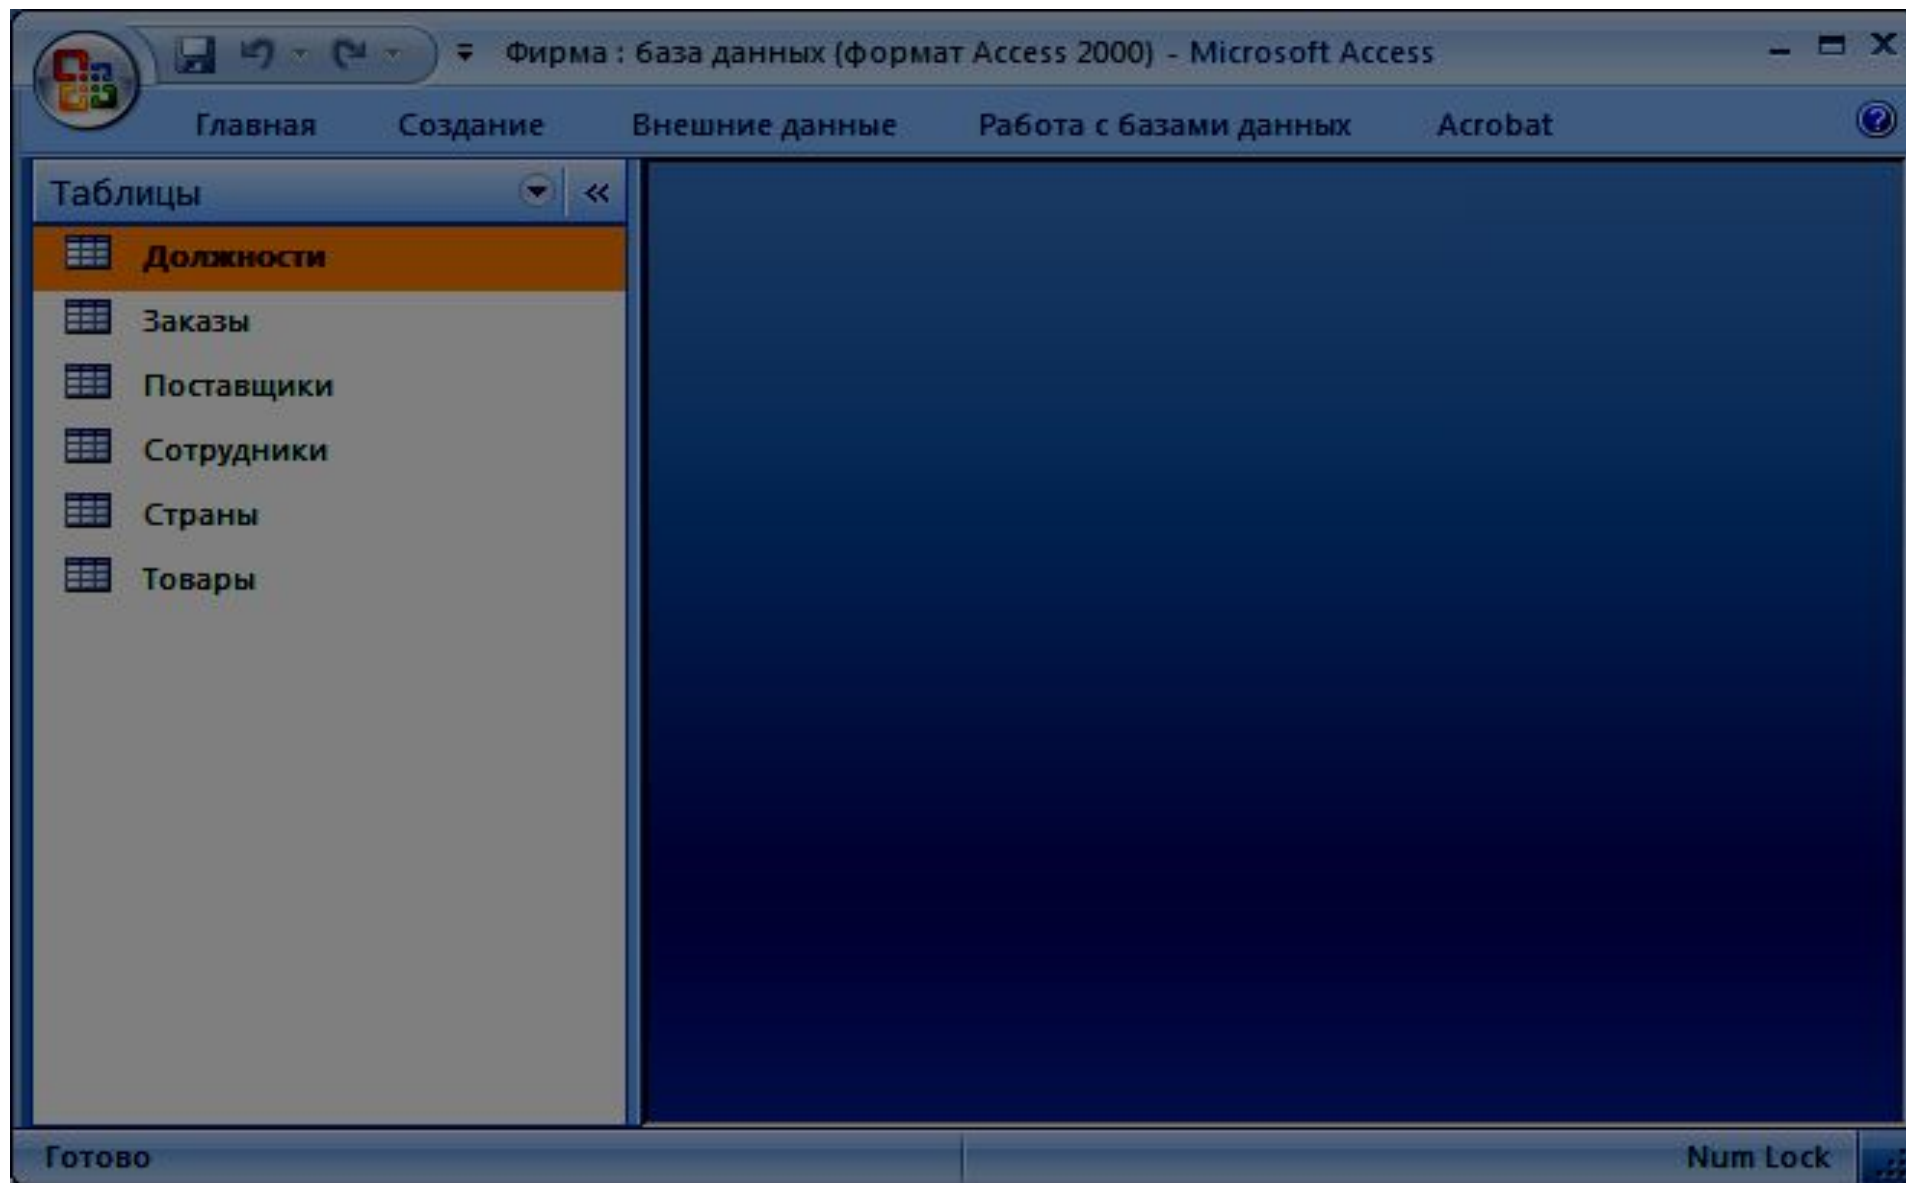 Фирма : база данных (формат Access 2000) - Microsoft Access
Главная Создание Внешние данные Работа с базами данных Acrobat
Таблицы
Должности
Заказы
Поставщики
Сотрудники
Страны
Товары
Готово Num Lock